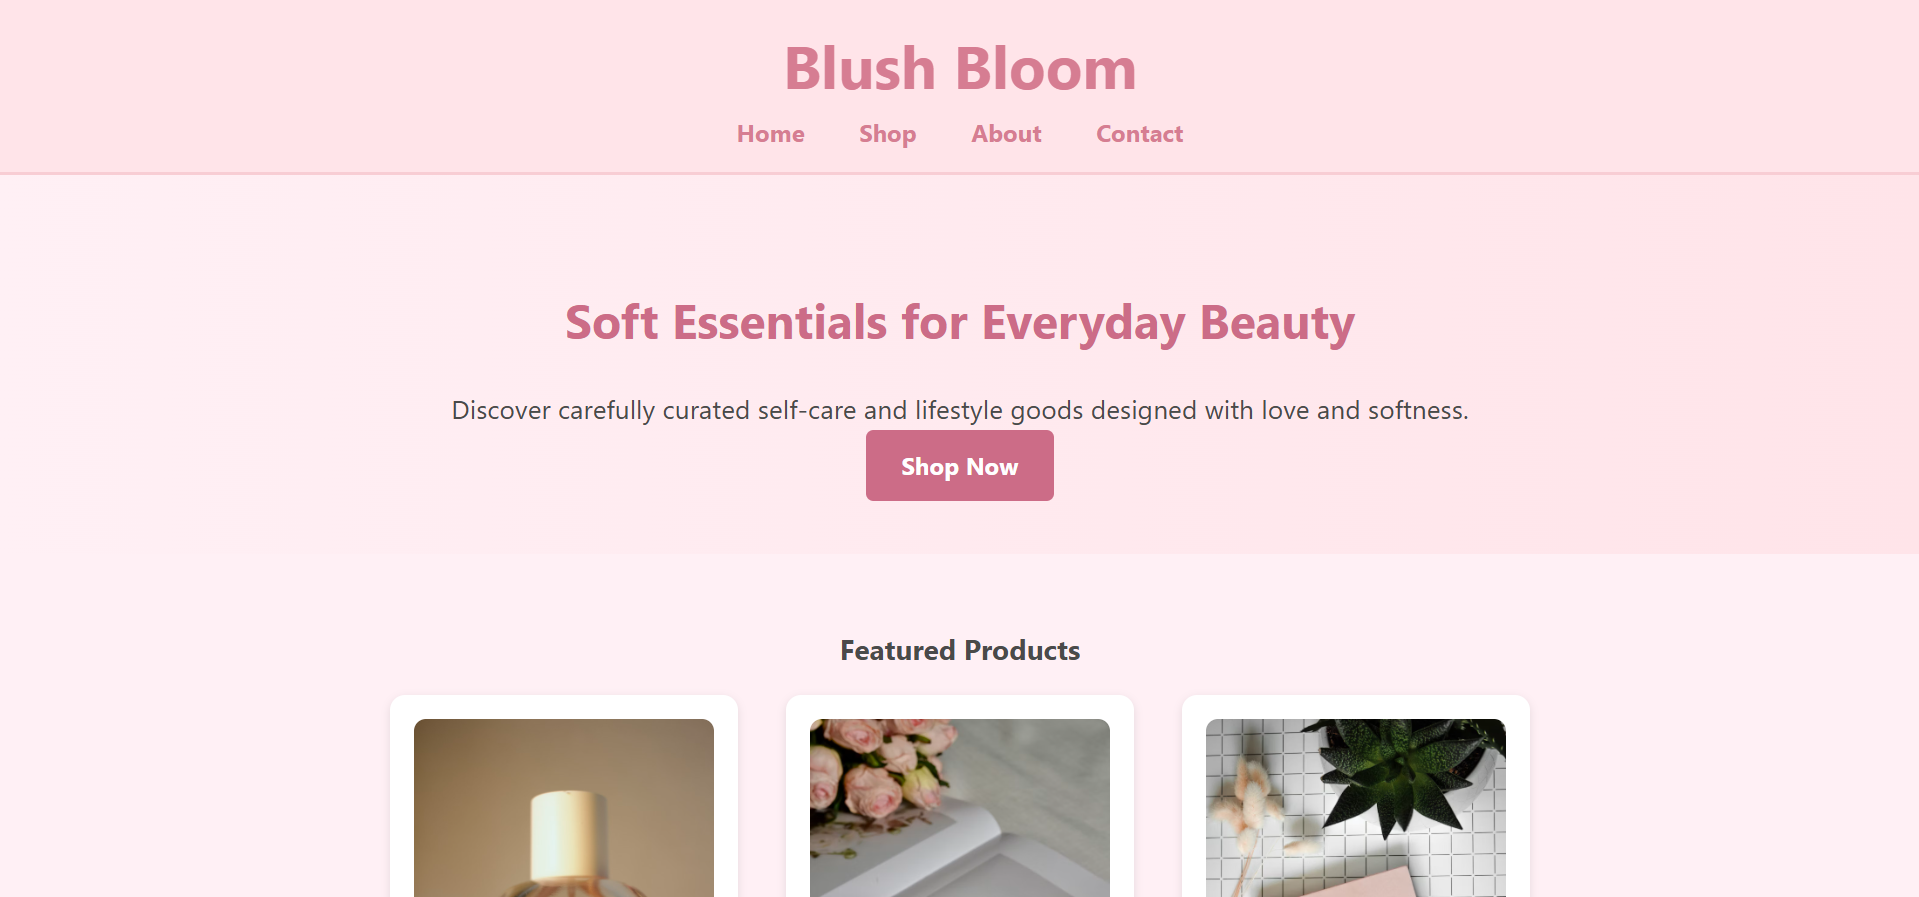 Blush Bloom
Home Shop About Contact
Soft Essentials for Everyday Beauty
Discover carefully curated self-care and lifestyle goods designed with love and softness.
Shop Now
Featured Products